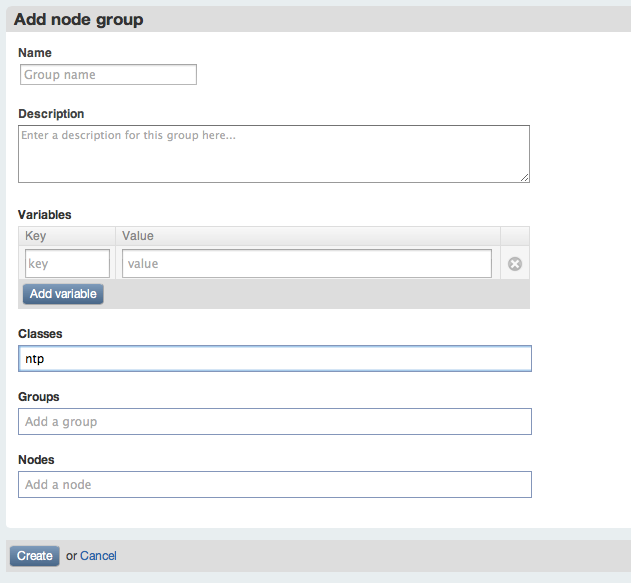 Add node group
Name
Group name
Description
Enter a description for this group here...
Variables
Key Value
key value
Add variable
Classes
ntp
Groups
Add a group
Nodes
Add a node
Create or Cancel